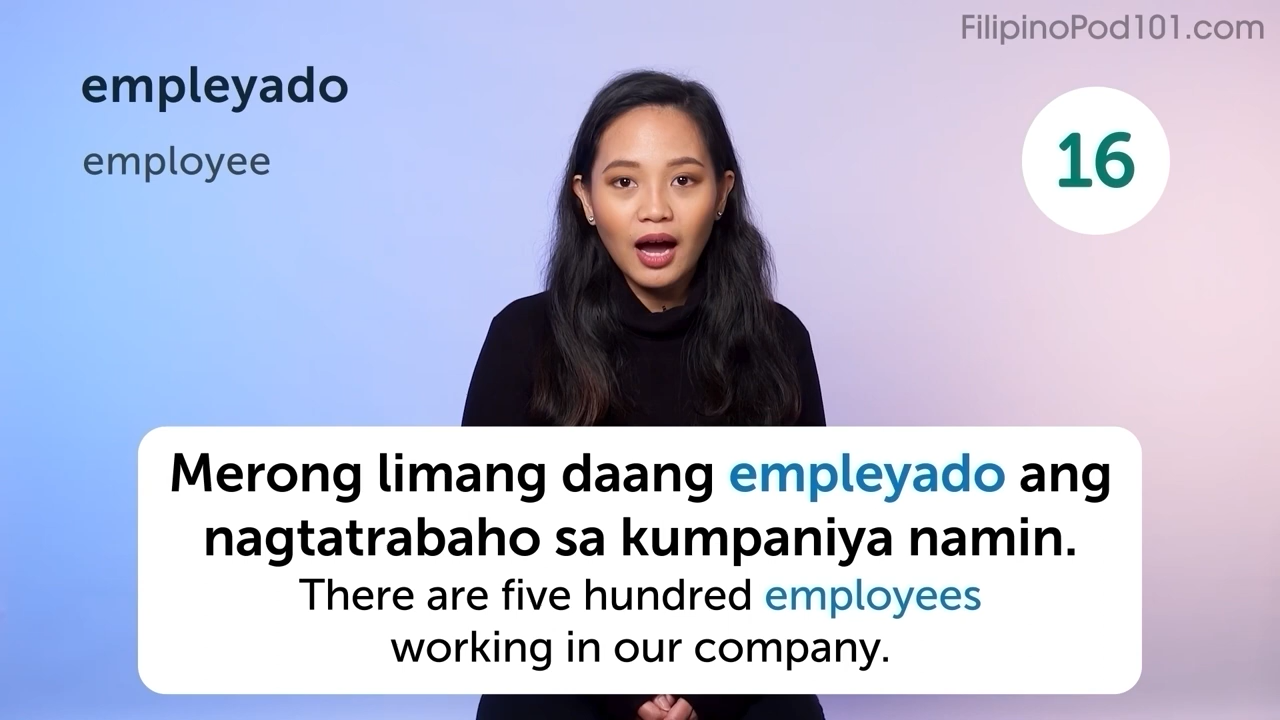 FilipinoPod101.com
empleyado
employee
16
Merong limang daang empleyado ang
nagtatrabaho sa kumpaniya namin.
There are five hundred employees
working in our company.